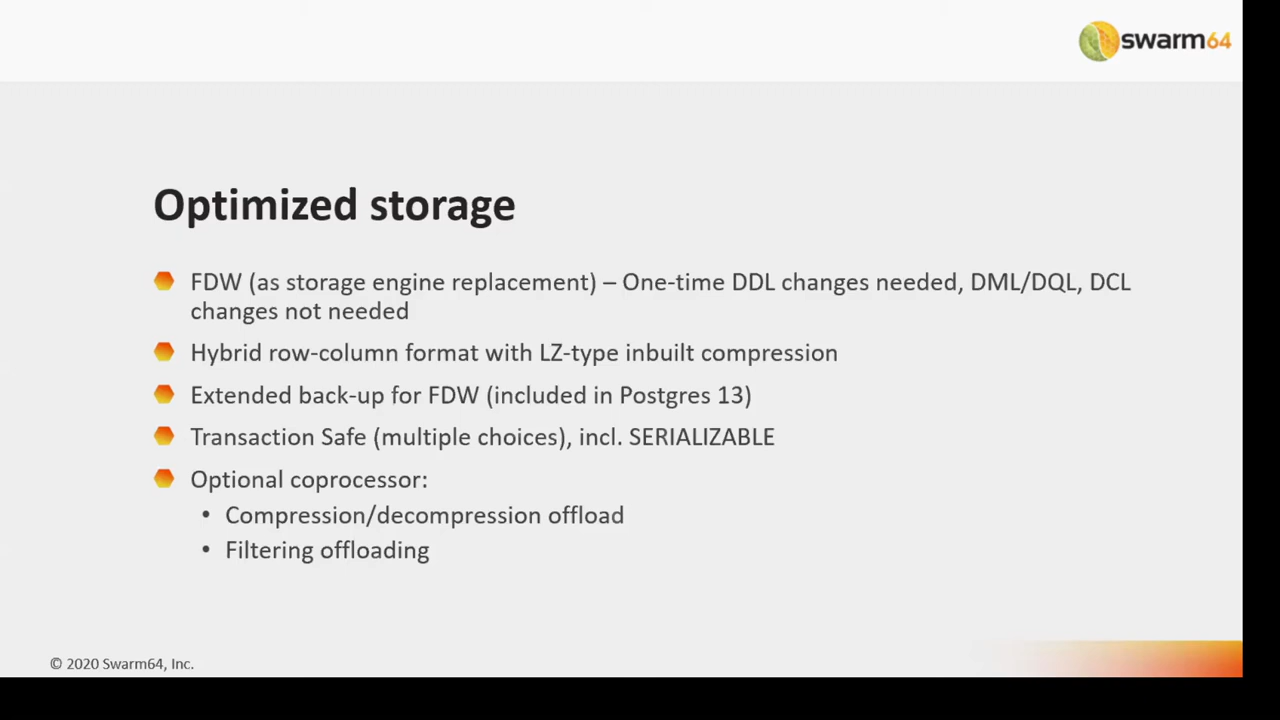 swarm64
Optimized storage
FDW (as storage engine replacement) – One-time DDL changes needed, DML/DQL, DCL
changes not needed
Hybrid row-column format with LZ-type inbuilt compression
Extended back-up for FDW (included in Postgres 13)
Transaction Safe (multiple choices), incl. SERIALIZABLE
Optional coprocessor:
• Compression/decompression offload
• Filtering offloading
© 2020 Swarm64, Inc.